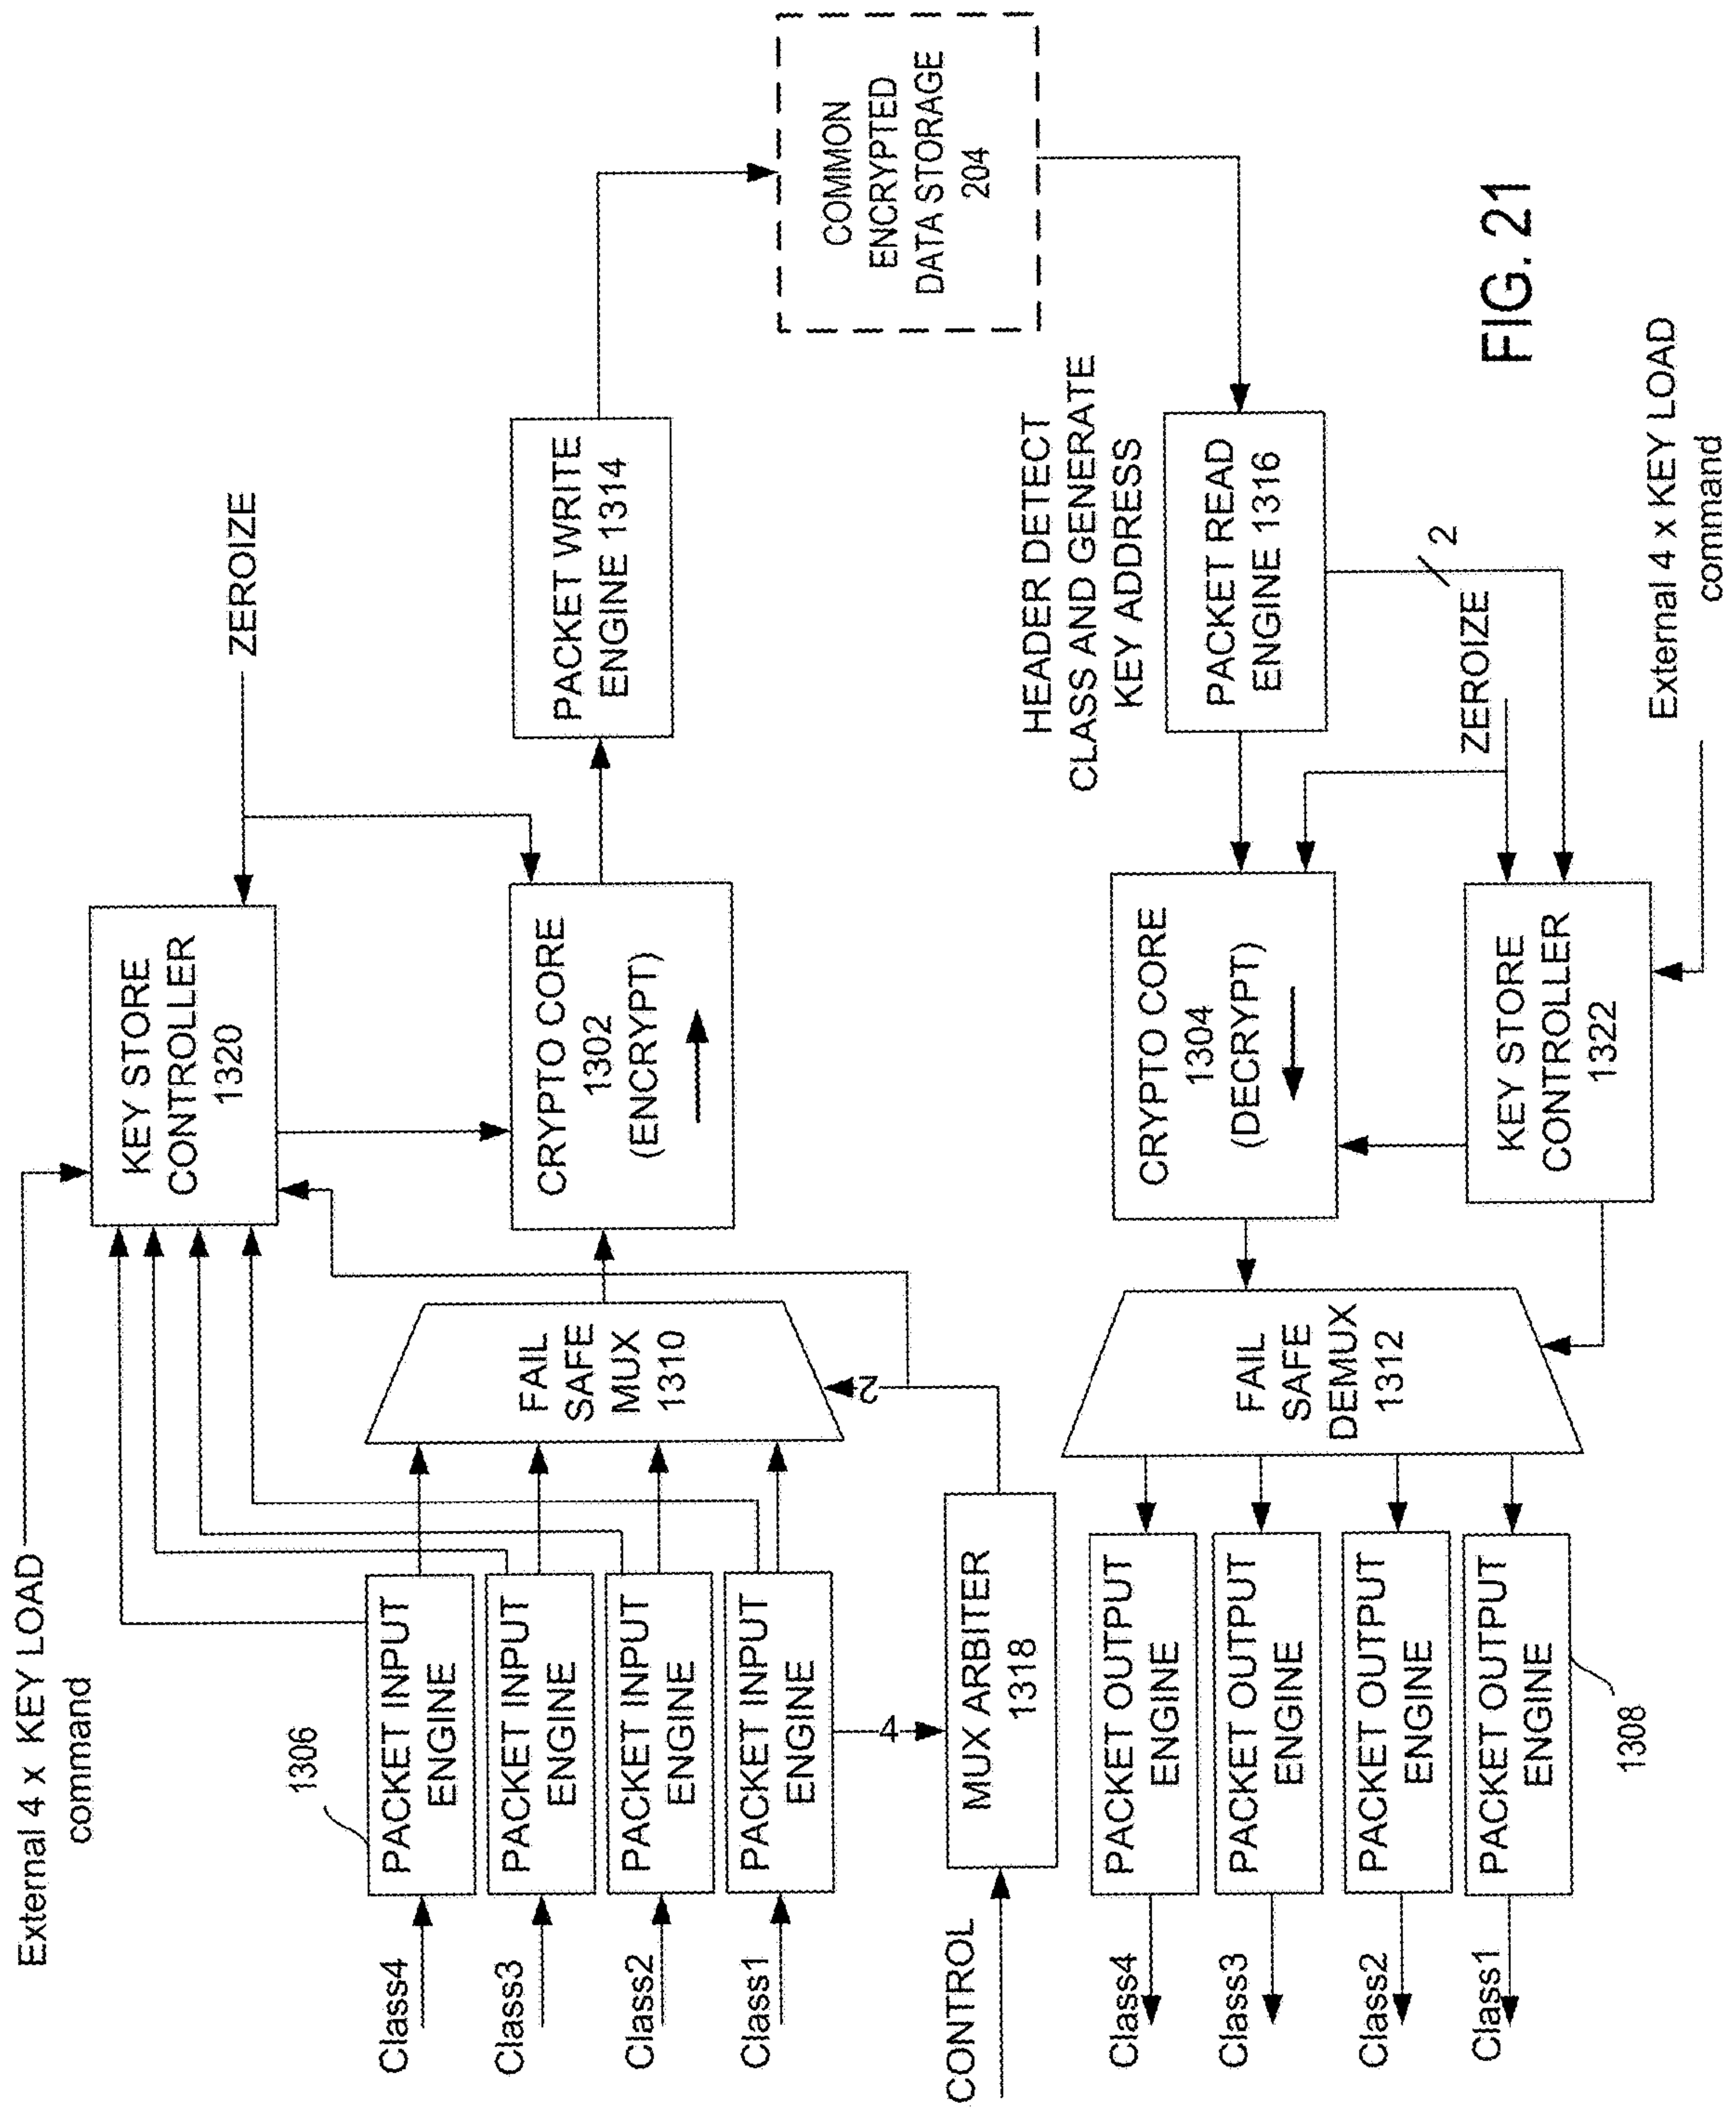 External 4 x KEY LOAD
command
KEY STORE
CONTROLLER
1320
ZEROIZE
1306
Class4
PACKET INPUT
ENGINE
Class3
PACKET INPUT
ENGINE
Class2
PACKET INPUT
ENGINE
Class1
PACKET INPUT
ENGINE
FAIL
SAFE
MUX
1310
2
CRYPTO CORE
1302
(ENCRYPT)
PACKET WRITE
ENGINE 1314
COMMON
ENCRYPTED
DATA STORAGE
204
4
CONTROL
MUX ARBITER
1318
HEADER DETECT
CLASS AND GENERATE
KEY ADDRESS
Class4
PACKET OUTPUT
ENGINE
Class3
PACKET OUTPUT
ENGINE
Class2
PACKET OUTPUT
ENGINE
Class1
PACKET OUTPUT
ENGINE
1308
FAIL
SAFE
DEMUX
1312
CRYPTO CORE
1304
(DECRYPT)
PACKET READ
ENGINE 1316
2
ZEROIZE
KEY STORE
CONTROLLER
1322
External 4 x KEY LOAD
command
FIG. 21